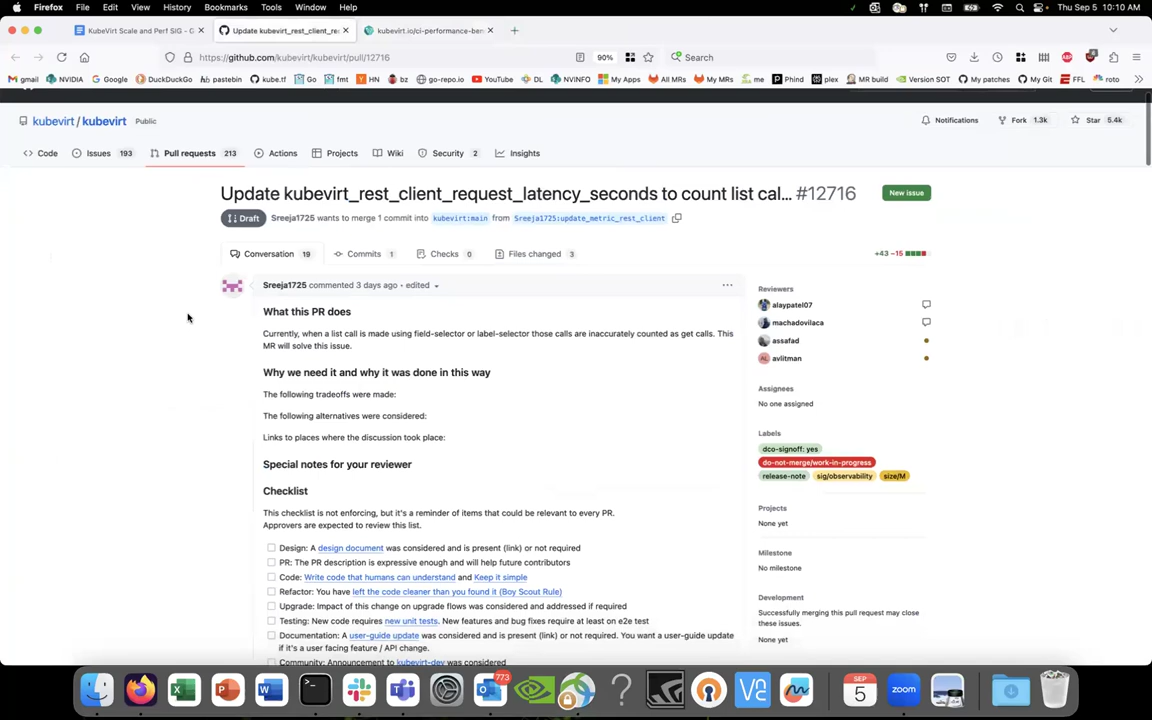 Firefox File Edit View History Bookmarks Tools Window Help Thu Sep 5 10:10 AM
KubeVirt Scale and Perf SIG - G × Update kubevirt_rest_client_re × kubevirt.io/ci-performance-ben × +
https://github.com/kubevirt/kubevirt/pull/12716 90% Search
gmail NVIDIA Google DuckDuckGo pastebin kube.tf Go fmt HN bz go-repo.io YouTube DL NVINFO My Apps All MRs My MRs me Phind plex MR build Version SOT My patches My Git FFL roto
kubevirt / kubevirt Public Notifications Fork 1.3k Star 5.4k
Code Issues 193 Pull requests 213 Actions Projects Wiki Security 2 Insights
Update kubevirt_rest_client_request_latency_seconds to count list cal... #12716 New issue
Draft Sreeja1725 wants to merge 1 commit into kubevirt:main from Sreeja1725:update_metric_rest_client
Conversation 19 Commits 1 Checks 0 Files changed 3 +43 −15
Sreeja1725 commented 3 days ago • edited
What this PR does
Currently, when a list call is made using field-selector or label-selector those calls are inaccurately counted as get calls. This
MR will solve this issue.
Why we need it and why it was done in this way
The following tradeoffs were made:
The following alternatives were considered:
Links to places where the discussion took place:
Special notes for your reviewer
Checklist
This checklist is not enforcing, but it's a reminder of items that could be relevant to every PR.
Approvers are expected to review this list.
Design: A design document was considered and is present (link) or not required
PR: The PR description is expressive enough and will help future contributors
Code: Write code that humans can understand and Keep it simple
Refactor: You have left the code cleaner than you found it (Boy Scout Rule)
Upgrade: Impact of this change on upgrade flows was considered and addressed if required
Testing: New code requires new unit tests. New features and bug fixes require at least on e2e test
Documentation: A user-guide update was considered and is present (link) or not required. You want a user-guide update
if it's a user facing feature / API change.
Community: Announcement to kubevirt-dev was considered
Reviewers
alaypatel07
machadovilaca
assafad
AL avlitman
Assignees
No one assigned
Labels
dco-signoff: yes
do-not-merge/work-in-progress
release-note sig/observability size/M
Projects
None yet
Milestone
No milestone
Development
Successfully merging this pull request may close
these issues.
None yet
773
SEP
5
zoom